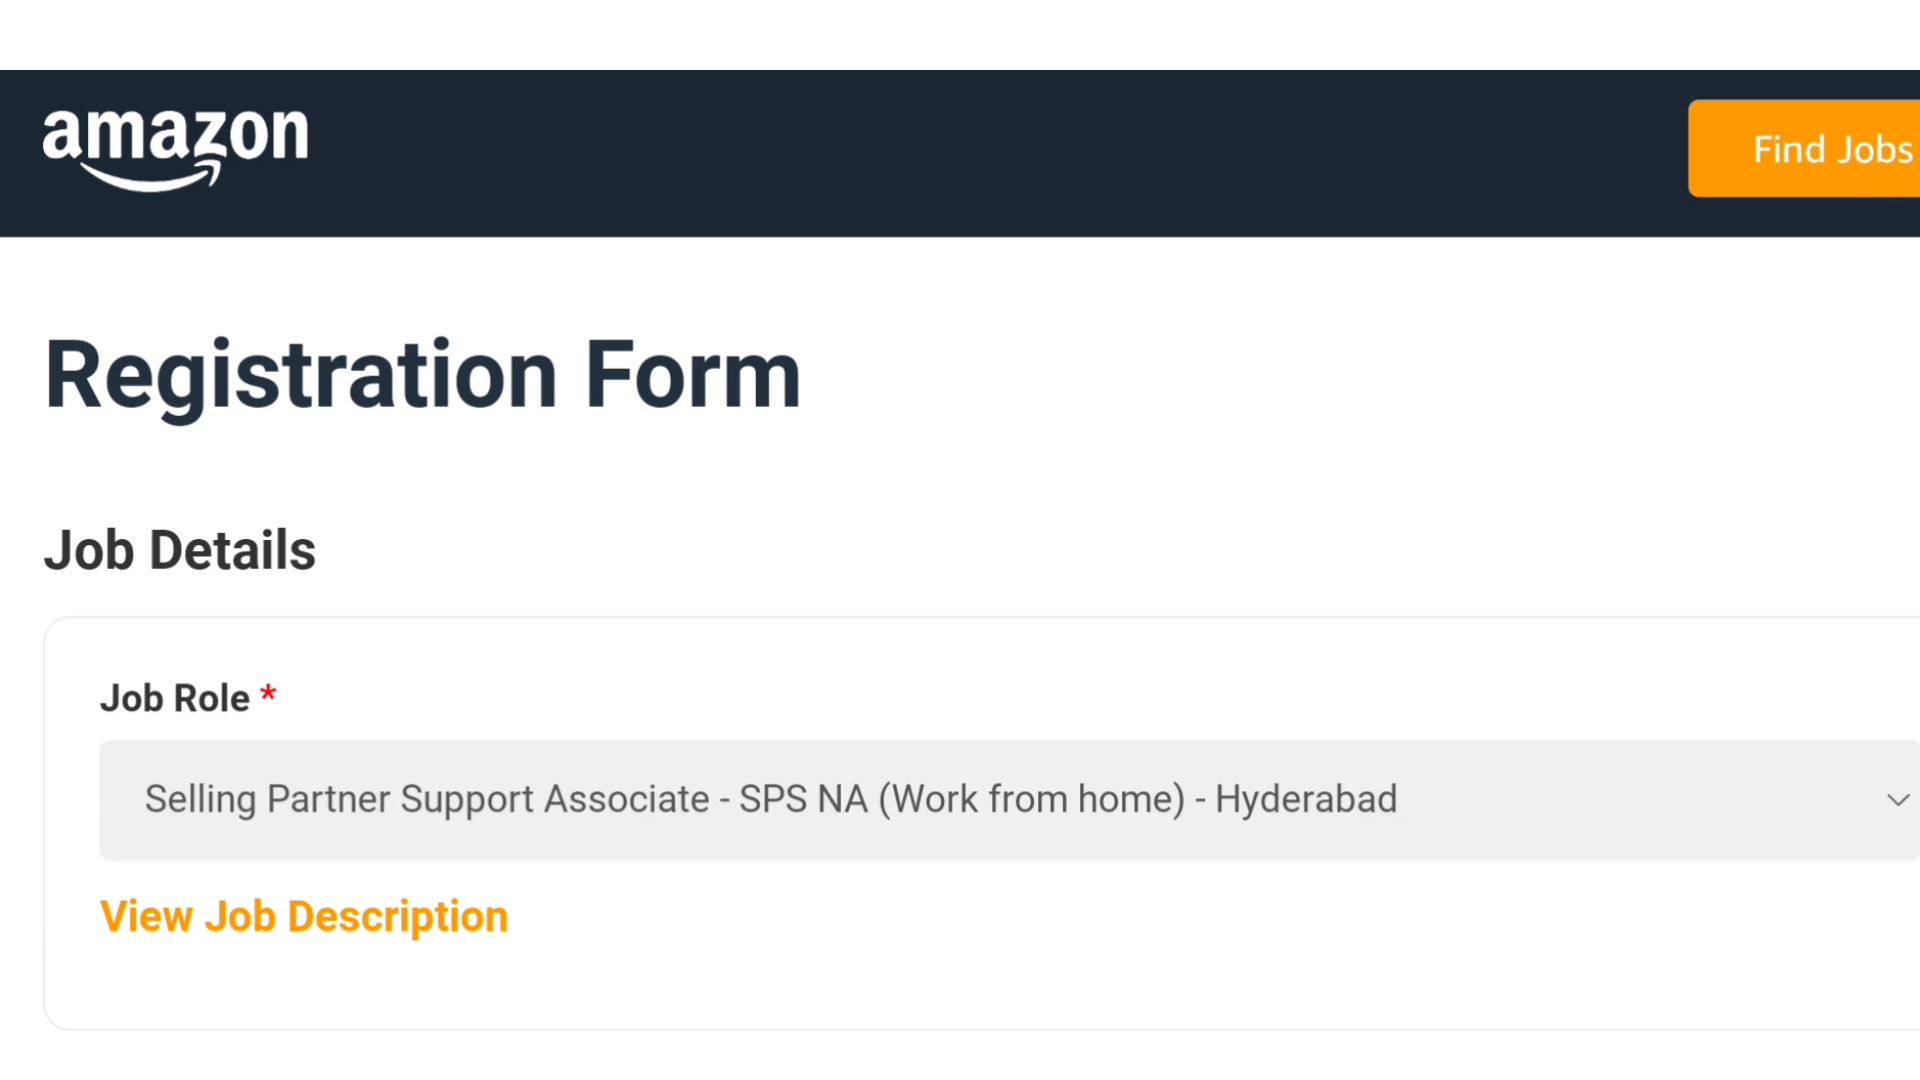 amazon
Find Jobs
Registration Form
Job Details
Job Role *
Selling Partner Support Associate - SPS NA (Work from home) - Hyderabad
View Job Description